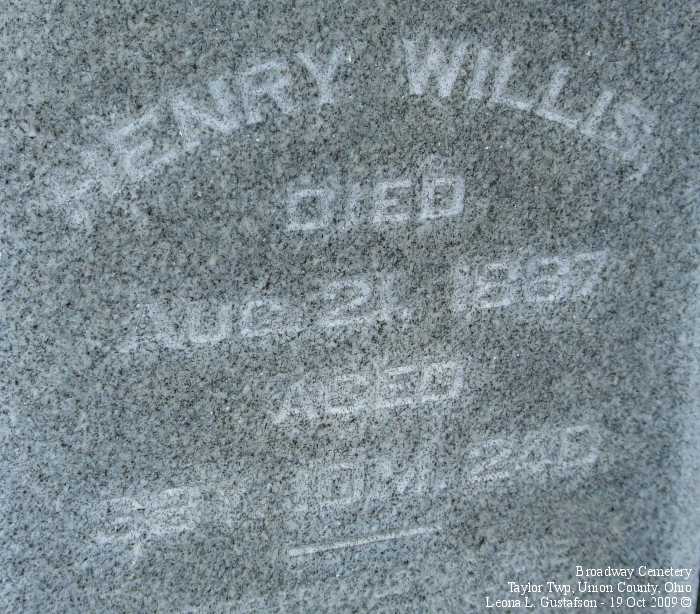 HENRY WILLIS
DIED
AUG. 21, 1887
AGED
10M. 24D
Broadway Cemetery
Taylor Twp, Union County, Ohio
Leona L. Gustafson - 19 Oct 2009 ©